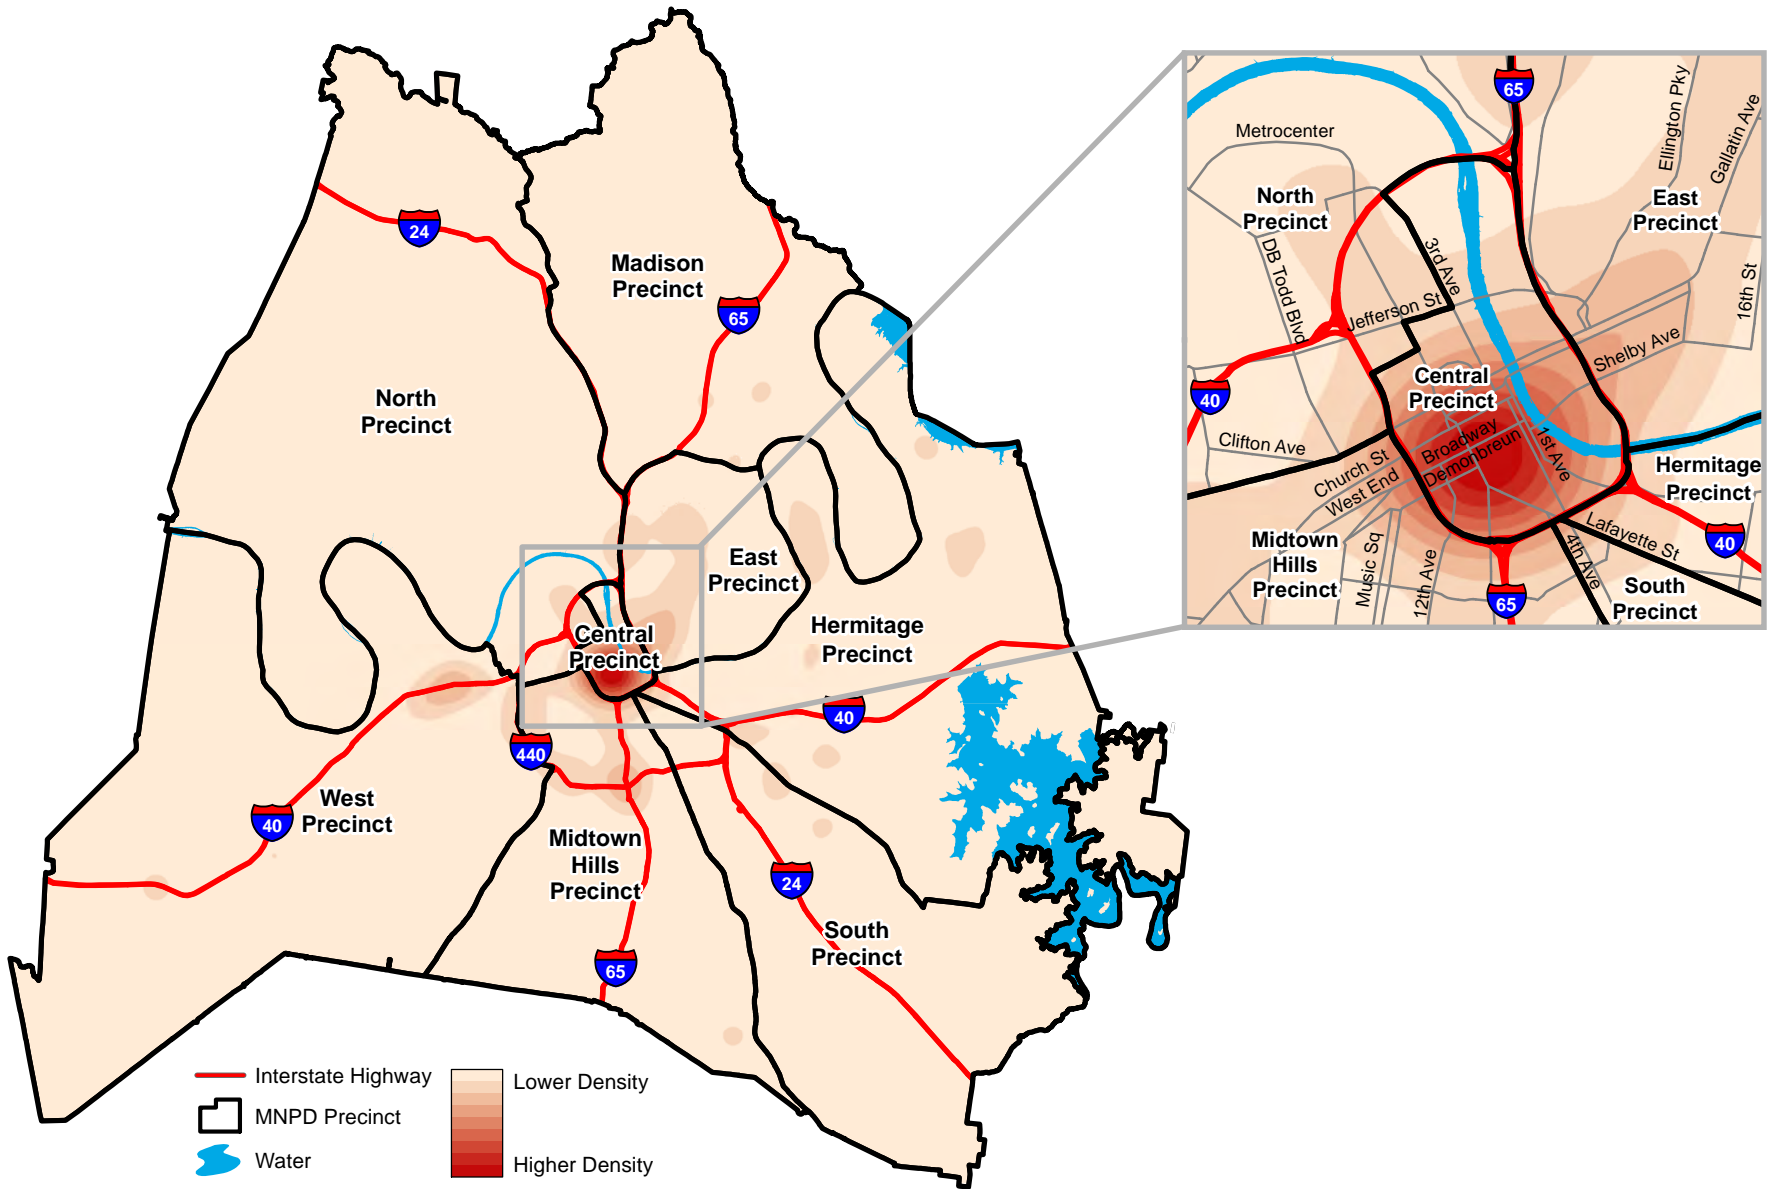 24
Madison
Precinct
65
North
Precinct
East
Precinct
Central
Precinct
Hermitage
Precinct
40
440
West
Precinct
40
Midtown
Hills
Precinct
24
South
Precinct
65
Interstate Highway
MNPD Precinct
Water
Lower Density
Higher Density
65
Metrocenter
Ellington Pky
Gallatin Ave
North
Precinct
East
Precinct
DB Todd Blvd
3rd Ave
16th St
Jefferson St
Shelby Ave
Central
Precinct
40
Clifton Ave
Broadway
Demonbreun
1st Ave
Church St
West End
Hermitage
Precinct
Lafayette St
40
Midtown
Hills
Precinct
Music Sq
12th Ave
4th Ave
65
South
Precinct